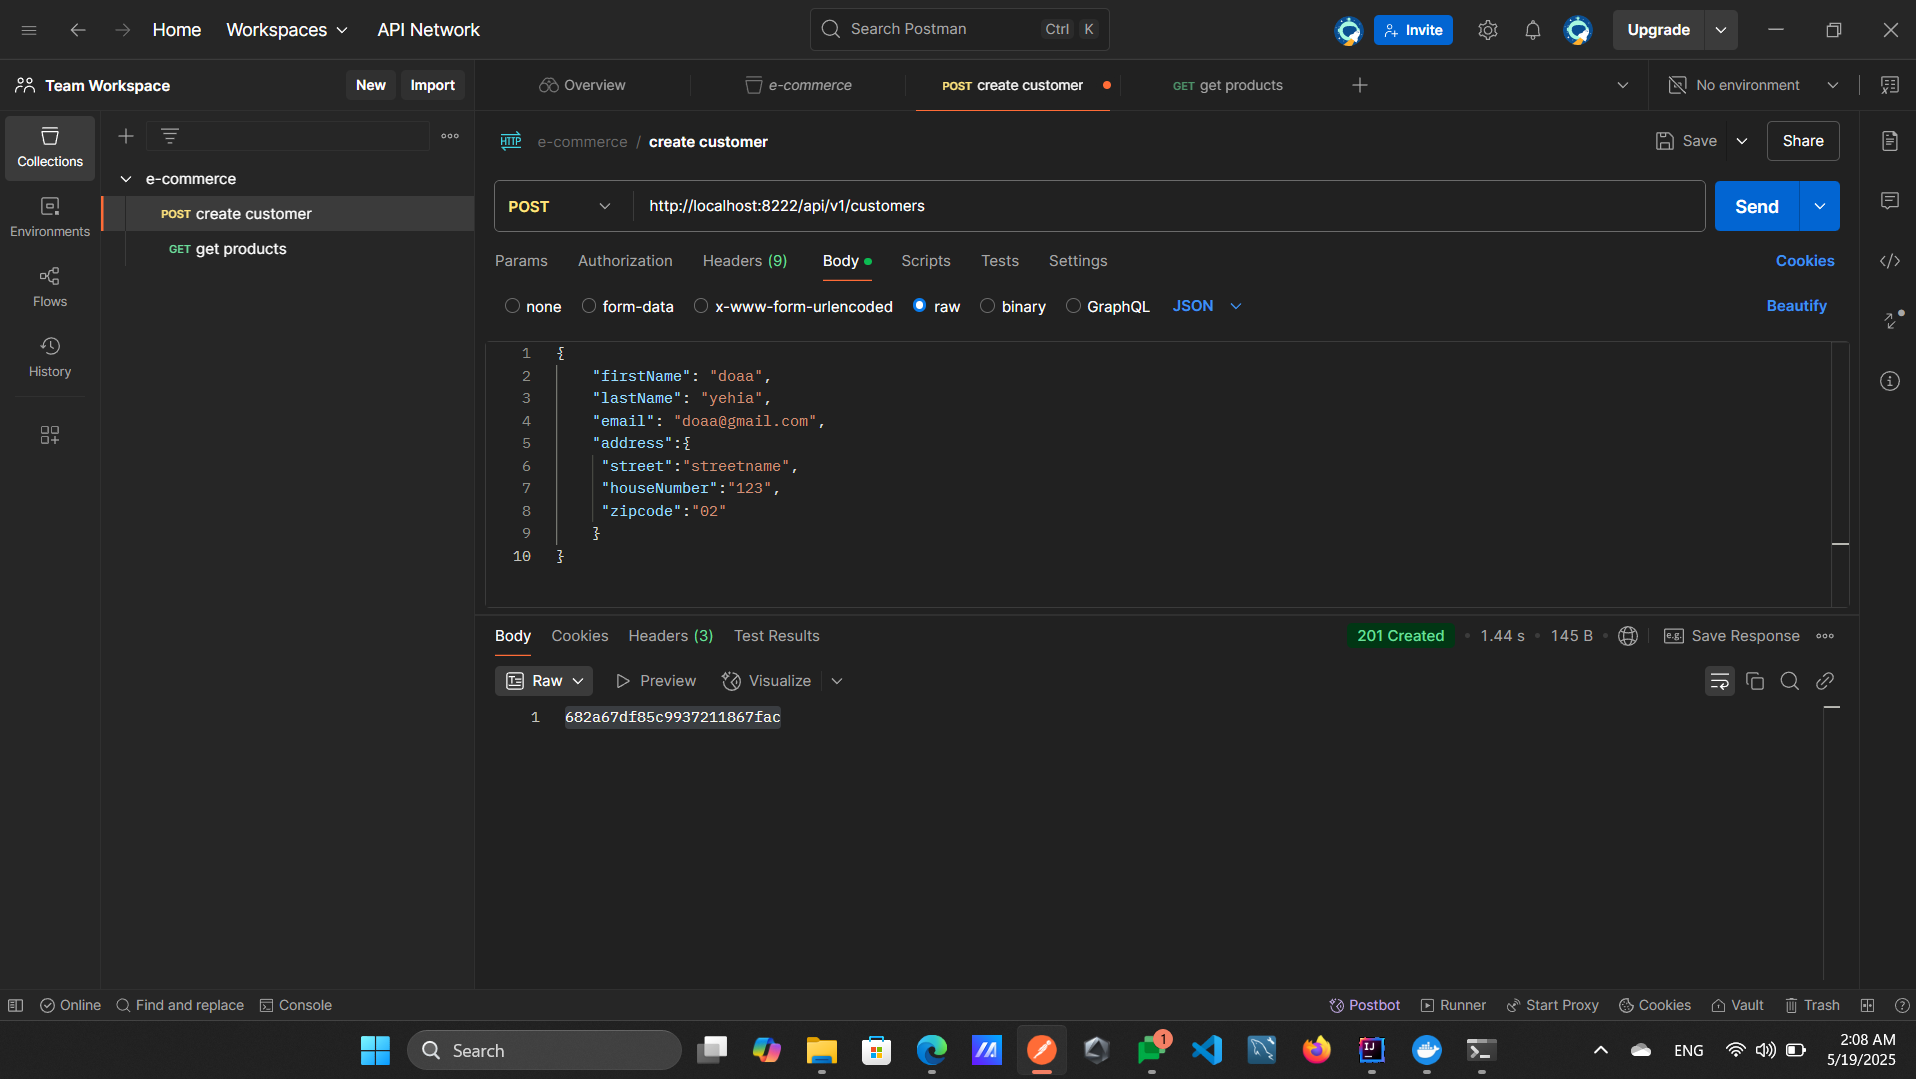 Home
Workspaces
API Network
Search Postman
Ctrl K
Invite
Upgrade
Team Workspace
New
Import
Overview
e-commerce
POST create customer
GET get products
No environment
Collections
Environments
Flows
History
e-commerce
POST create customer
GET get products
HTTP e-commerce / create customer
Save
Share
POST
http://localhost:8222/api/v1/customers
Send
Params Authorization Headers (9) Body Scripts Tests Settings
Cookies
none form-data x-www-form-urlencoded raw binary GraphQL JSON
Beautify
1 {
2 "firstName": "doaa",
3 "lastName": "yehia",
4 "email": "doaa@gmail.com",
5 "address":{
6 "street":"streetname",
7 "houseNumber":"123",
8 "zipcode":"02"
9 }
10 }
Body Cookies Headers (3) Test Results
201 Created • 1.44 s • 145 B
e.g. Save Response
Raw
Preview
Visualize
1 682a67df85c9937211867fac
Online
Find and replace
Console
Postbot
Runner
Start Proxy
Cookies
Vault
Trash
Search
1
IJ
ENG
2:08 AM
5/19/2025